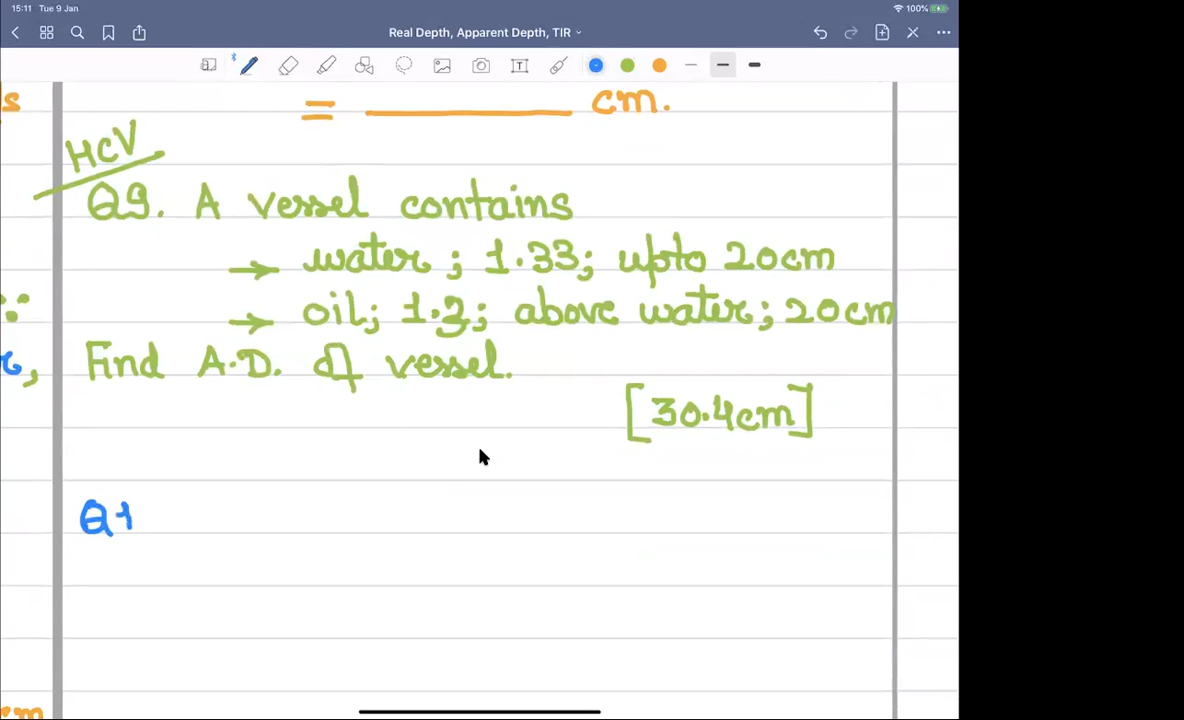 15:11 Tue 9 Jan
100%
Real Depth, Apparent Depth, TIR
s
= cm.
HCV
Q9. A vessel contains
→ water ; 1.33; upto 20cm
→ oil; 1.3; above water; 20cm
Find A.D. of vessel.
[30.4cm]
Q1